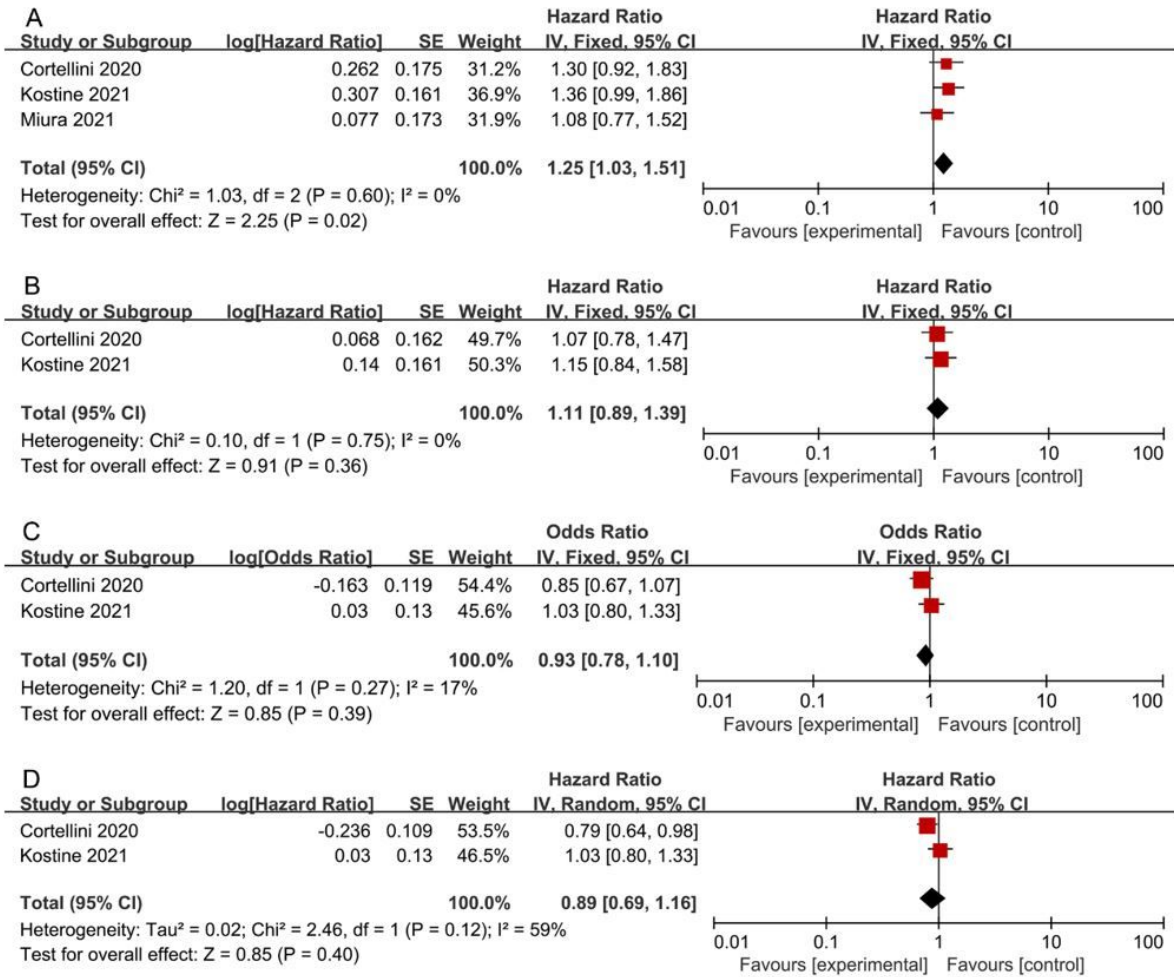 A
Hazard Ratio Hazard Ratio
Study or Subgroup log[Hazard Ratio] SE Weight IV, Fixed, 95% CI IV, Fixed, 95% CI
Cortellini 2020 0.262 0.175 31.2% 1.30 [0.92, 1.83]
Kostine 2021 0.307 0.161 36.9% 1.36 [0.99, 1.86]
Miura 2021 0.077 0.173 31.9% 1.08 [0.77, 1.52]
Total (95% CI) 100.0% 1.25 [1.03, 1.51]
Heterogeneity: Chi² = 1.03, df = 2 (P = 0.60); I² = 0%
Test for overall effect: Z = 2.25 (P = 0.02)
0.01 0.1 1 10 100
Favours [experimental] Favours [control]
B
Hazard Ratio Hazard Ratio
Study or Subgroup log[Hazard Ratio] SE Weight IV, Fixed, 95% CI IV, Fixed, 95% CI
Cortellini 2020 0.068 0.162 49.7% 1.07 [0.78, 1.47]
Kostine 2021 0.14 0.161 50.3% 1.15 [0.84, 1.58]
Total (95% CI) 100.0% 1.11 [0.89, 1.39]
Heterogeneity: Chi² = 0.10, df = 1 (P = 0.75); I² = 0%
Test for overall effect: Z = 0.91 (P = 0.36)
0.01 0.1 1 10 100
Favours [experimental] Favours [control]
C
Odds Ratio Odds Ratio
Study or Subgroup log[Odds Ratio] SE Weight IV, Fixed, 95% CI IV, Fixed, 95% CI
Cortellini 2020 -0.163 0.119 54.4% 0.85 [0.67, 1.07]
Kostine 2021 0.03 0.13 45.6% 1.03 [0.80, 1.33]
Total (95% CI) 100.0% 0.93 [0.78, 1.10]
Heterogeneity: Chi² = 1.20, df = 1 (P = 0.27); I² = 17%
Test for overall effect: Z = 0.85 (P = 0.39)
0.01 0.1 1 10 100
Favours [experimental] Favours [control]
D
Hazard Ratio Hazard Ratio
Study or Subgroup log[Hazard Ratio] SE Weight IV, Random, 95% CI IV, Random, 95% CI
Cortellini 2020 -0.236 0.109 53.5% 0.79 [0.64, 0.98]
Kostine 2021 0.03 0.13 46.5% 1.03 [0.80, 1.33]
Total (95% CI) 100.0% 0.89 [0.69, 1.16]
Heterogeneity: Tau² = 0.02; Chi² = 2.46, df = 1 (P = 0.12); I² = 59%
Test for overall effect: Z = 0.85 (P = 0.40)
0.01 0.1 1 10 100
Favours [experimental] Favours [control]